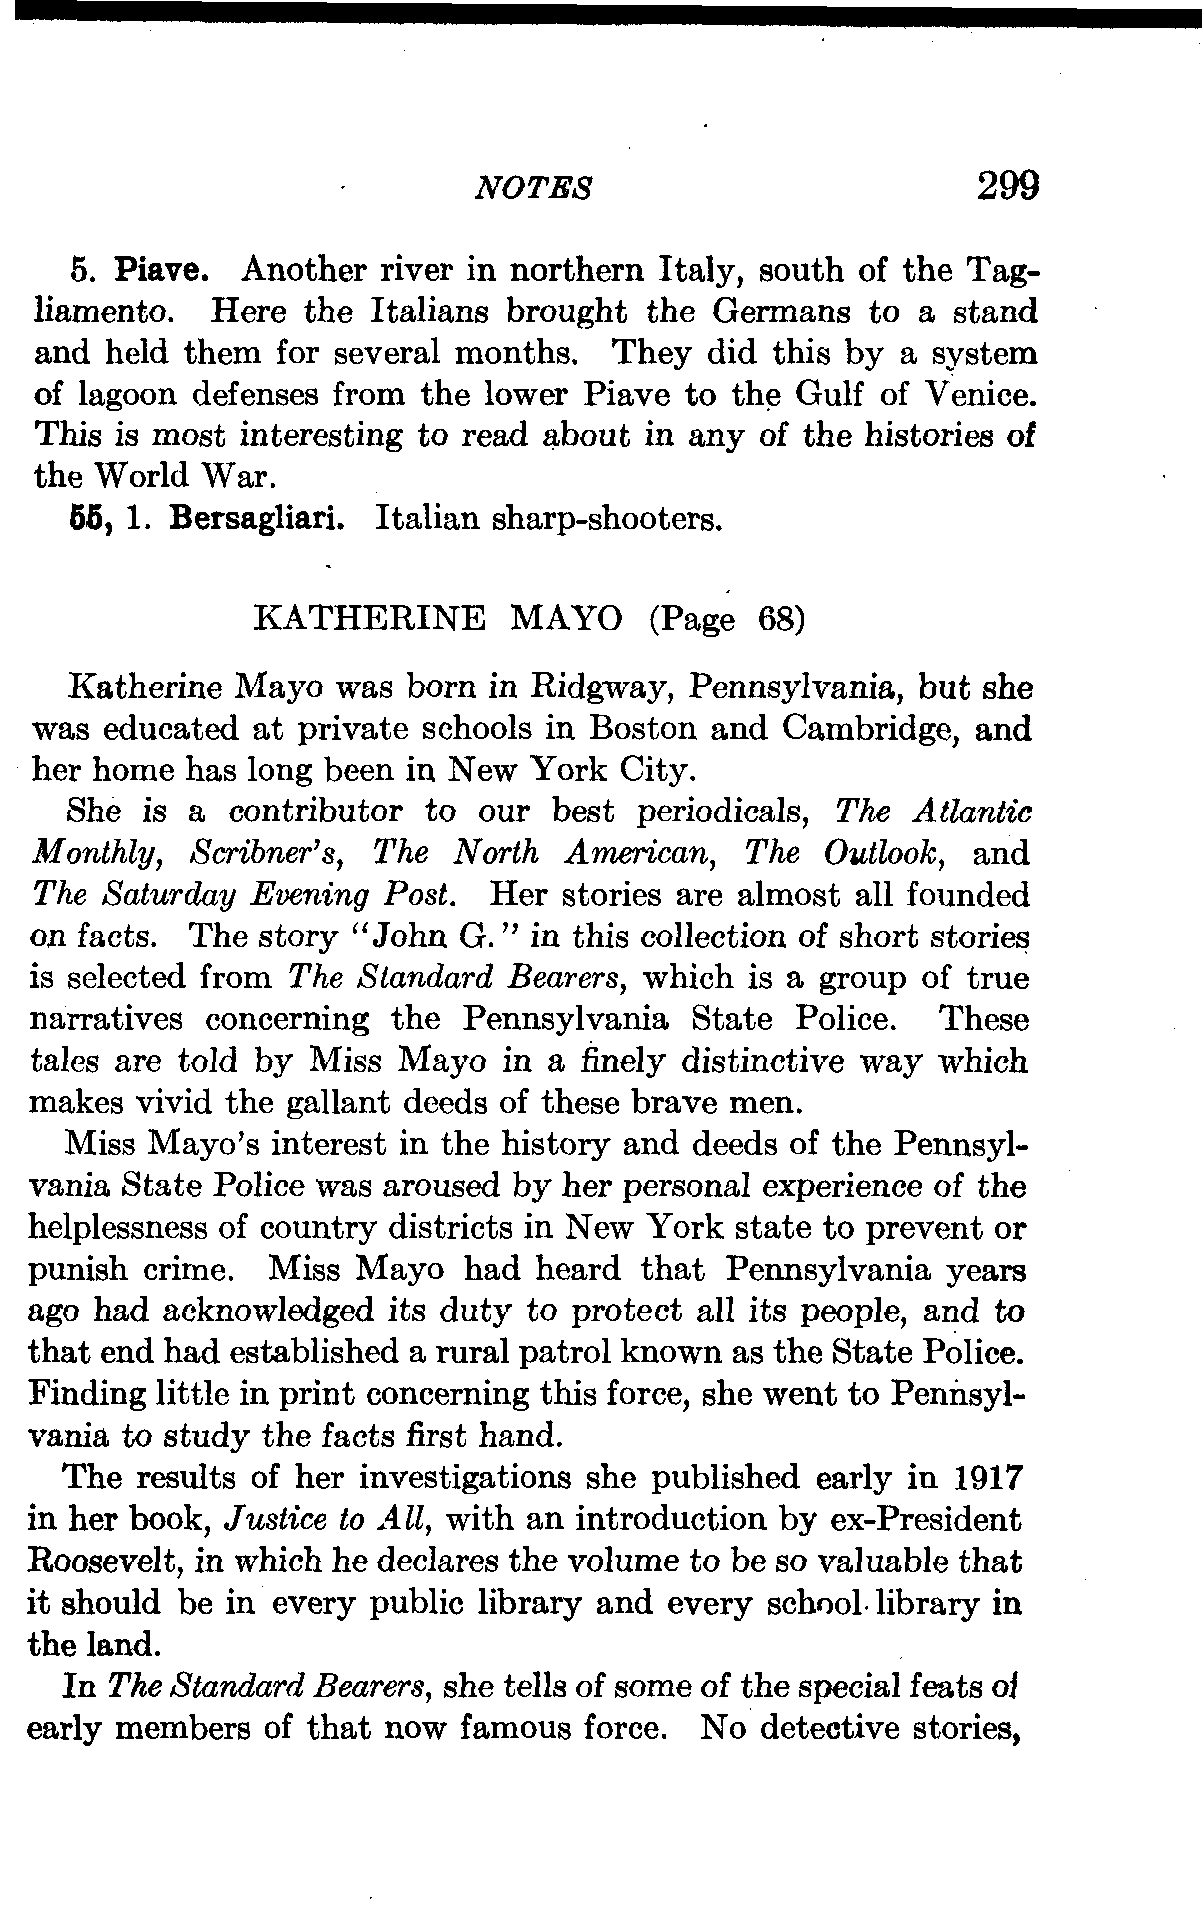 NOTES 299
5. Piave. Another river in northern Italy, south of the Tag-
liamento. Here the Italians brought the Germans to a stand
and held them for several months. They did this by a system
of lagoon defenses from the lower Piave to the Gulf of Venice.
This is most interesting to read about in any of the histories of
the World War.
55, 1. Bersagliari. Italian sharp-shooters.
KATHERINE MAYO (Page 68)
Katherine Mayo was born in Ridgway, Pennsylvania, but she
was educated at private schools in Boston and Cambridge, and
her home has long been in New York City.
She is a contributor to our best periodicals, The Atlantic
Monthly, Scribner's, The North American, The Outlook, and
The Saturday Evening Post. Her stories are almost all founded
on facts. The story "John G." in this collection of short stories
is selected from The Standard Bearers, which is a group of true
narratives concerning the Pennsylvania State Police. These
tales are told by Miss Mayo in a finely distinctive way which
makes vivid the gallant deeds of these brave men.
Miss Mayo's interest in the history and deeds of the Pennsyl-
vania State Police was aroused by her personal experience of the
helplessness of country districts in New York state to prevent or
punish crime. Miss Mayo had heard that Pennsylvania years
ago had acknowledged its duty to protect all its people, and to
that end had established a rural patrol known as the State Police.
Finding little in print concerning this force, she went to Pennsyl-
vania to study the facts first hand.
The results of her investigations she published early in 1917
in her book, Justice to All, with an introduction by ex-President
Roosevelt, in which he declares the volume to be so valuable that
it should be in every public library and every school library in
the land.
In The Standard Bearers, she tells of some of the special feats of
early members of that now famous force. No detective stories,